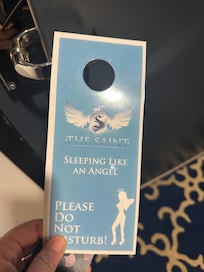 S
THE SAINT
SLEEPING LIKE
AN ANGEL
PLEASE
DO
NOT
DISTURB!